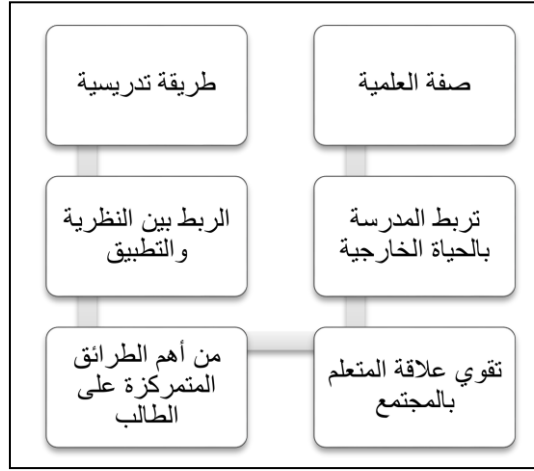 صفة العلمية
طريقة تدريسية
تربط المدرسة
بالحياة الخارجية
الربط بين النظرية
والتطبيق
تقوي علاقة المتعلم
بالمجتمع
من أهم الطرائق
المتمركزة على
الطالب